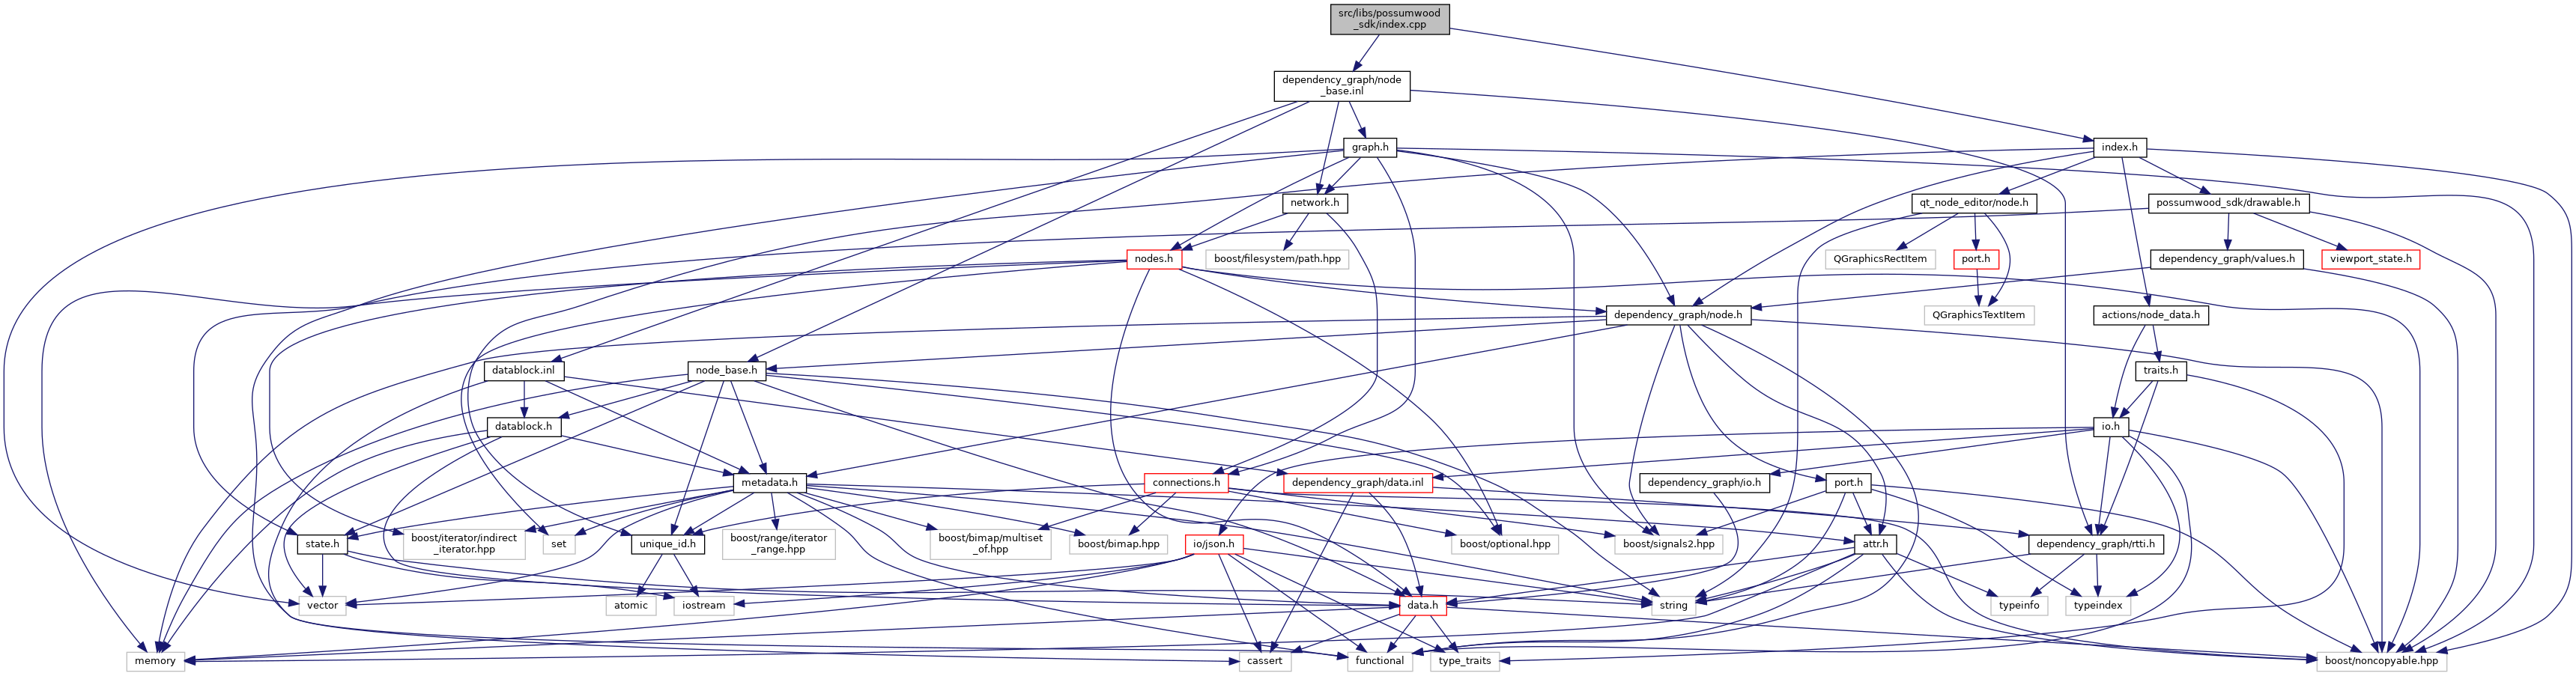 src/libs/possumwood
_sdk/index.cpp
dependency_graph/node
_base.inl
graph.h
index.h
network.h
qt_node_editor/node.h
possumwood_sdk/drawable.h
nodes.h
boost/filesystem/path.hpp
QGraphicsRectItem
port.h
dependency_graph/values.h
viewport_state.h
dependency_graph/node.h
QGraphicsTextItem
actions/node_data.h
datablock.inl
node_base.h
traits.h
datablock.h
io.h
metadata.h
connections.h
dependency_graph/data.inl
dependency_graph/io.h
port.h
state.h
boost/iterator/indirect
_iterator.hpp
set
unique_id.h
boost/range/iterator
_range.hpp
boost/bimap/multiset
_of.hpp
boost/bimap.hpp
io/json.h
boost/optional.hpp
boost/signals2.hpp
attr.h
dependency_graph/rtti.h
vector
atomic
iostream
data.h
string
typeinfo
typeindex
memory
cassert
functional
type_traits
boost/noncopyable.hpp